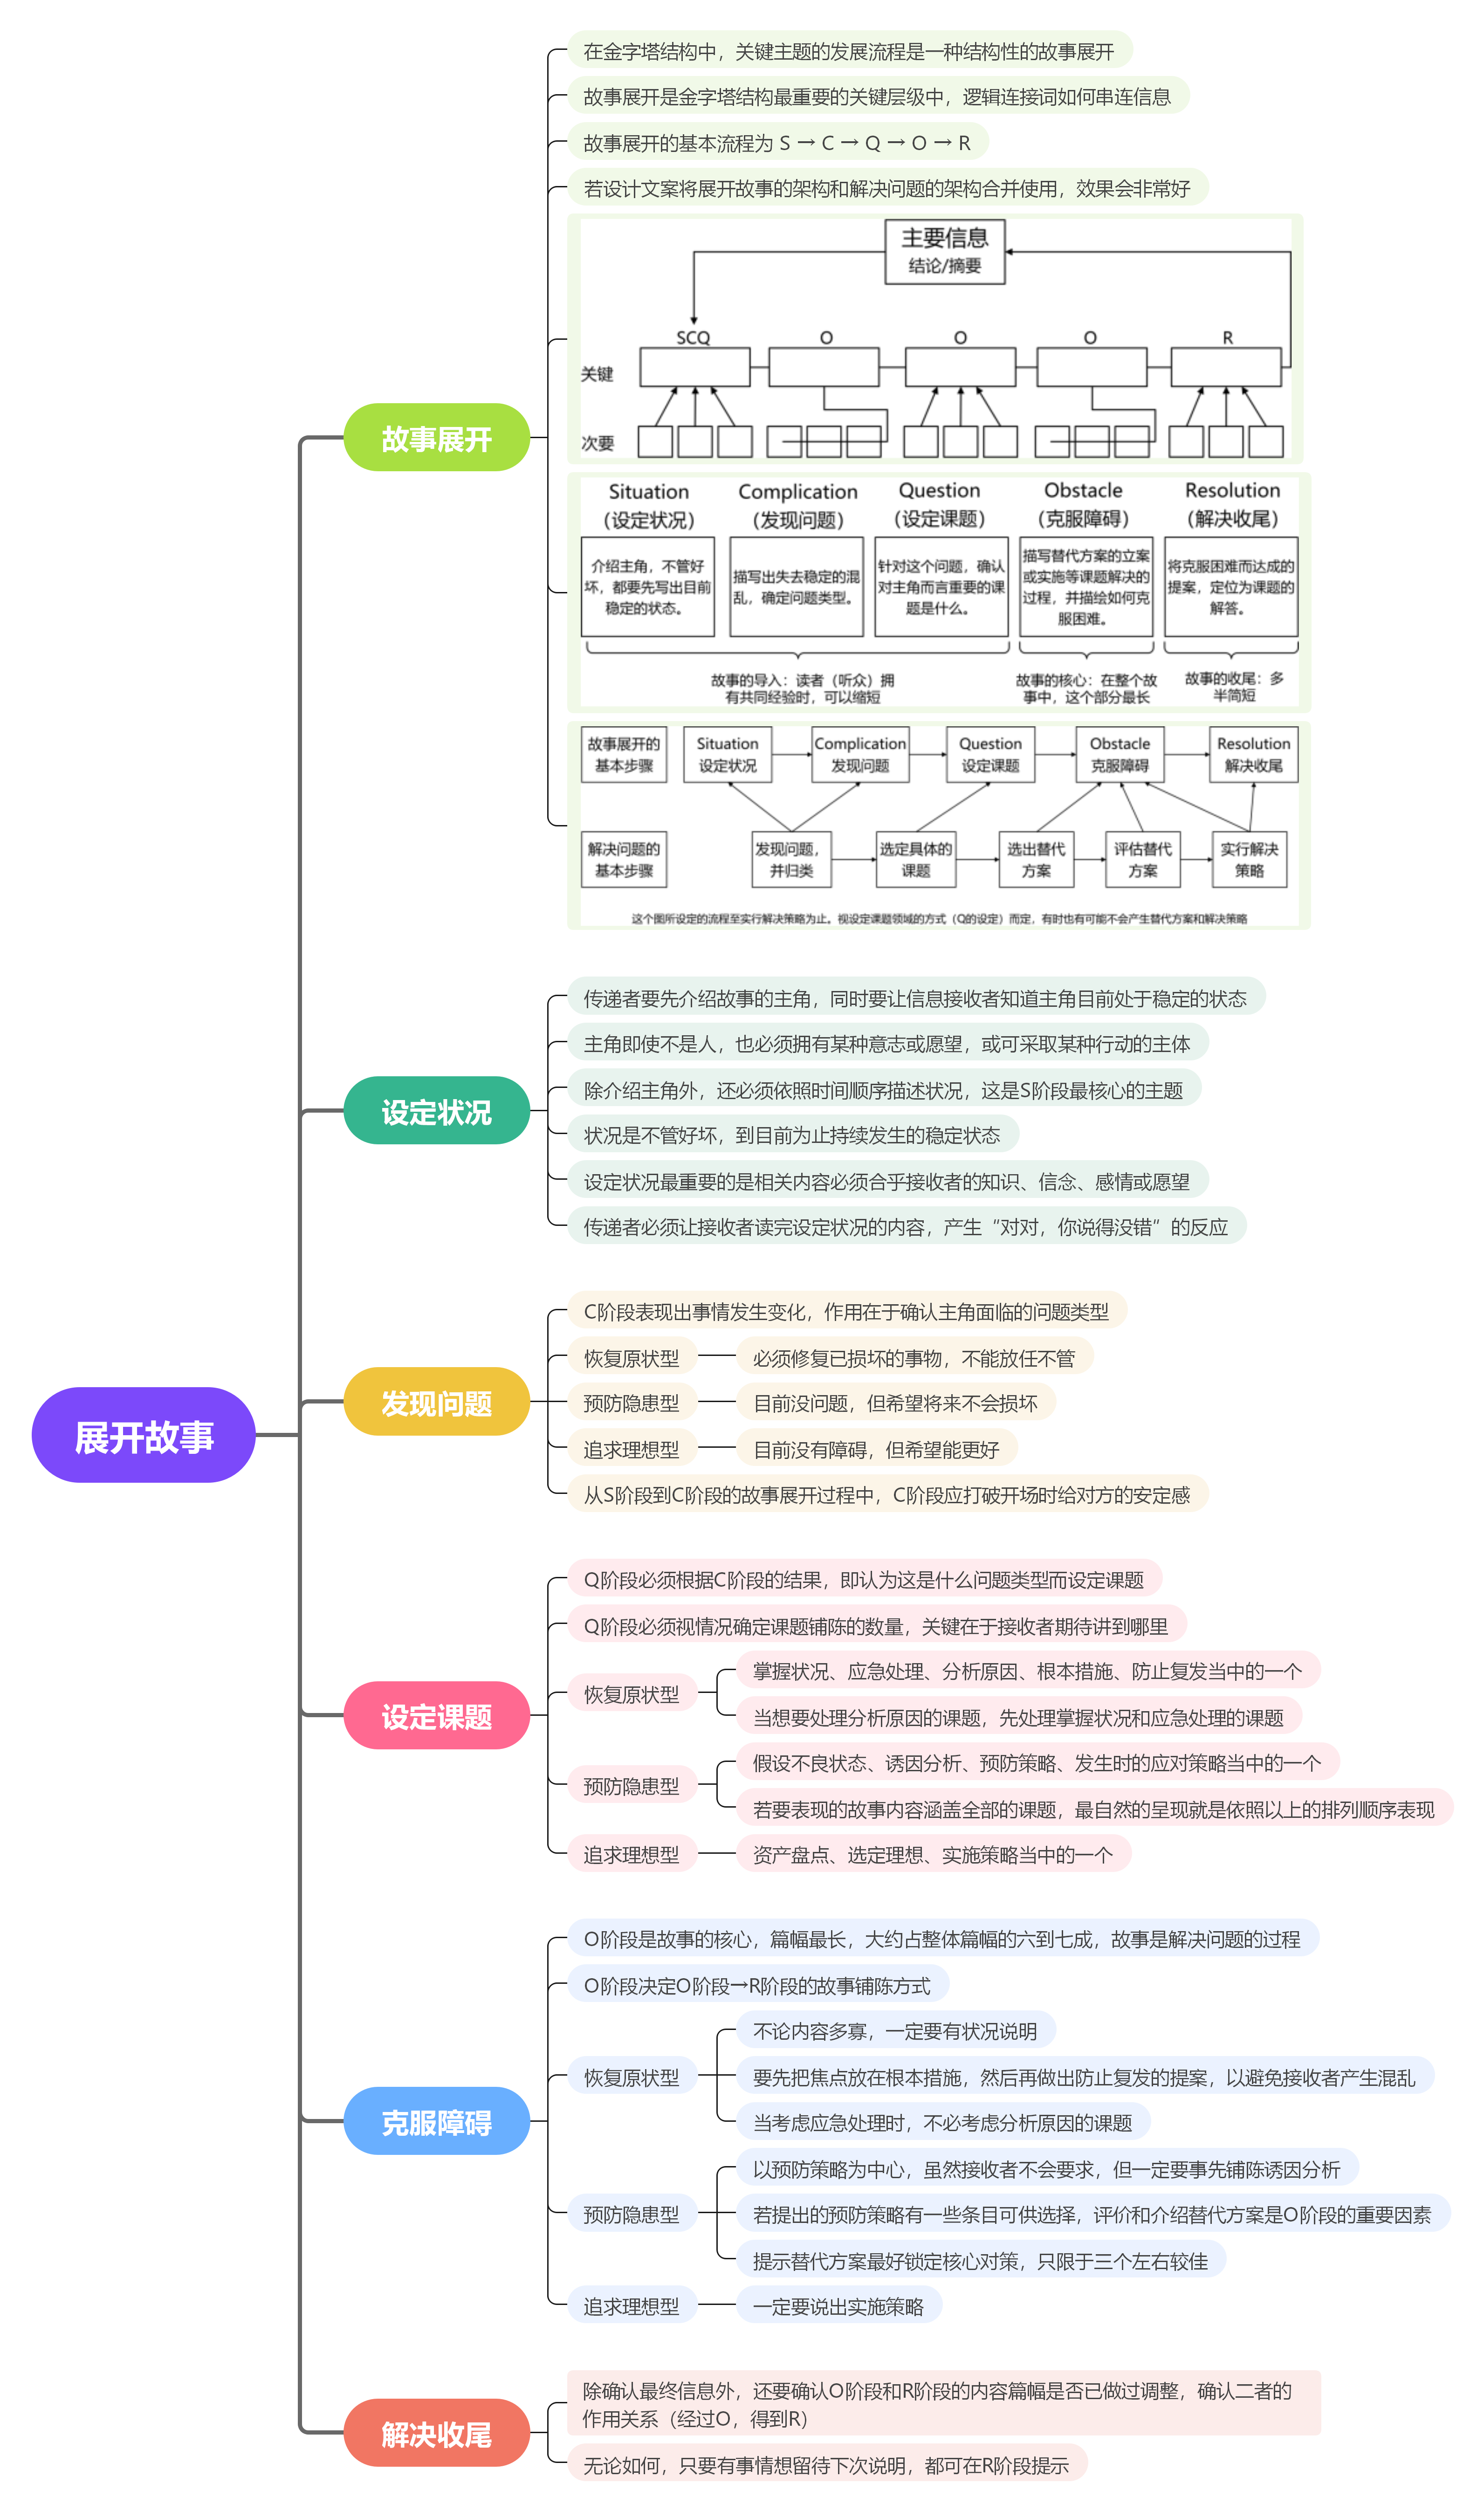 展开故事
故事展开
在金字塔结构中，关键主题的发展流程是一种结构性的故事展开
故事展开是金字塔结构最重要的关键层级中，逻辑连接词如何串连信息
故事展开的基本流程为 S → C → Q → O → R
若设计文案将展开故事的架构和解决问题的架构合并使用，效果会非常好
主要信息
结论/摘要
SCQ
O
O
O
R
关键
次要
Situation
（设定状况）
介绍主角，不管好
坏，都要先写出目前
稳定的状态。
Complication
（发现问题）
描写出失去稳定的混
乱，确定问题类型。
Question
（设定课题）
针对这个问题，确认
对主角而言重要的课
题是什么。
Obstacle
（克服障碍）
描写替代方案的立案
或实施等课题解决的
过程，并描绘如何克
服困难。
Resolution
（解决收尾）
将克服困难而达成的
提案，定位为课题的
解答。
故事的导入：读者（听众）拥
有共同经验时，可以缩短
故事的核心：在整个故
事中，这个部分最长
故事的收尾：多
半简短
故事展开的
基本步骤
Situation
设定状况
Complication
发现问题
Question
设定课题
Obstacle
克服障碍
Resolution
解决收尾
解决问题的
基本步骤
发现问题，
并归类
选定具体的
课题
选出替代
方案
评估替代
方案
实行解决
策略
这个图所设定的流程至实行解决策略为止。视设定课题领域的方式（Q的设定）而定，有时也有可能不会产生替代方案和解决策略
设定状况
传递者要先介绍故事的主角，同时要让信息接收者知道主角目前处于稳定的状态
主角即使不是人，也必须拥有某种意志或愿望，或可采取某种行动的主体
除介绍主角外，还必须依照时间顺序描述状况，这是S阶段最核心的主题
状况是不管好坏，到目前为止持续发生的稳定状态
设定状况最重要的是相关内容必须合乎接收者的知识、信念、感情或愿望
传递者必须让接收者读完设定状况的内容，产生“对对，你说得没错”的反应
发现问题
C阶段表现出事情发生变化，作用在于确认主角面临的问题类型
恢复原状型
必须修复已损坏的事物，不能放任不管
预防隐患型
目前没问题，但希望将来不会损坏
追求理想型
目前没有障碍，但希望能更好
从S阶段到C阶段的故事展开过程中，C阶段应打破开场时给对方的安定感
设定课题
Q阶段必须根据C阶段的结果，即认为这是什么问题类型而设定课题
Q阶段必须视情况确定课题铺陈的数量，关键在于接收者期待讲到哪里
恢复原状型
掌握状况、应急处理、分析原因、根本措施、防止复发当中的一个
当想要处理分析原因的课题，先处理掌握状况和应急处理的课题
预防隐患型
假设不良状态、诱因分析、预防策略、发生时的应对策略当中的一个
若要表现的故事内容涵盖全部的课题，最自然的呈现就是依照以上的排列顺序表现
追求理想型
资产盘点、选定理想、实施策略当中的一个
克服障碍
O阶段是故事的核心，篇幅最长，大约占整体篇幅的六到七成，故事是解决问题的过程
O阶段决定O阶段→R阶段的故事铺陈方式
恢复原状型
不论内容多寡，一定要有状况说明
要先把焦点放在根本措施，然后再做出防止复发的提案，以避免接收者产生混乱
当考虑应急处理时，不必考虑分析原因的课题
预防隐患型
以预防策略为中心，虽然接收者不会要求，但一定要事先铺陈诱因分析
若提出的预防策略有一些条目可供选择，评价和介绍替代方案是O阶段的重要因素
提示替代方案最好锁定核心对策，只限于三个左右较佳
追求理想型
一定要说出实施策略
解决收尾
除确认最终信息外，还要确认O阶段和R阶段的内容篇幅是否已做过调整，确认二者的
作用关系（经过O，得到R）
无论如何，只要有事情想留待下次说明，都可在R阶段提示